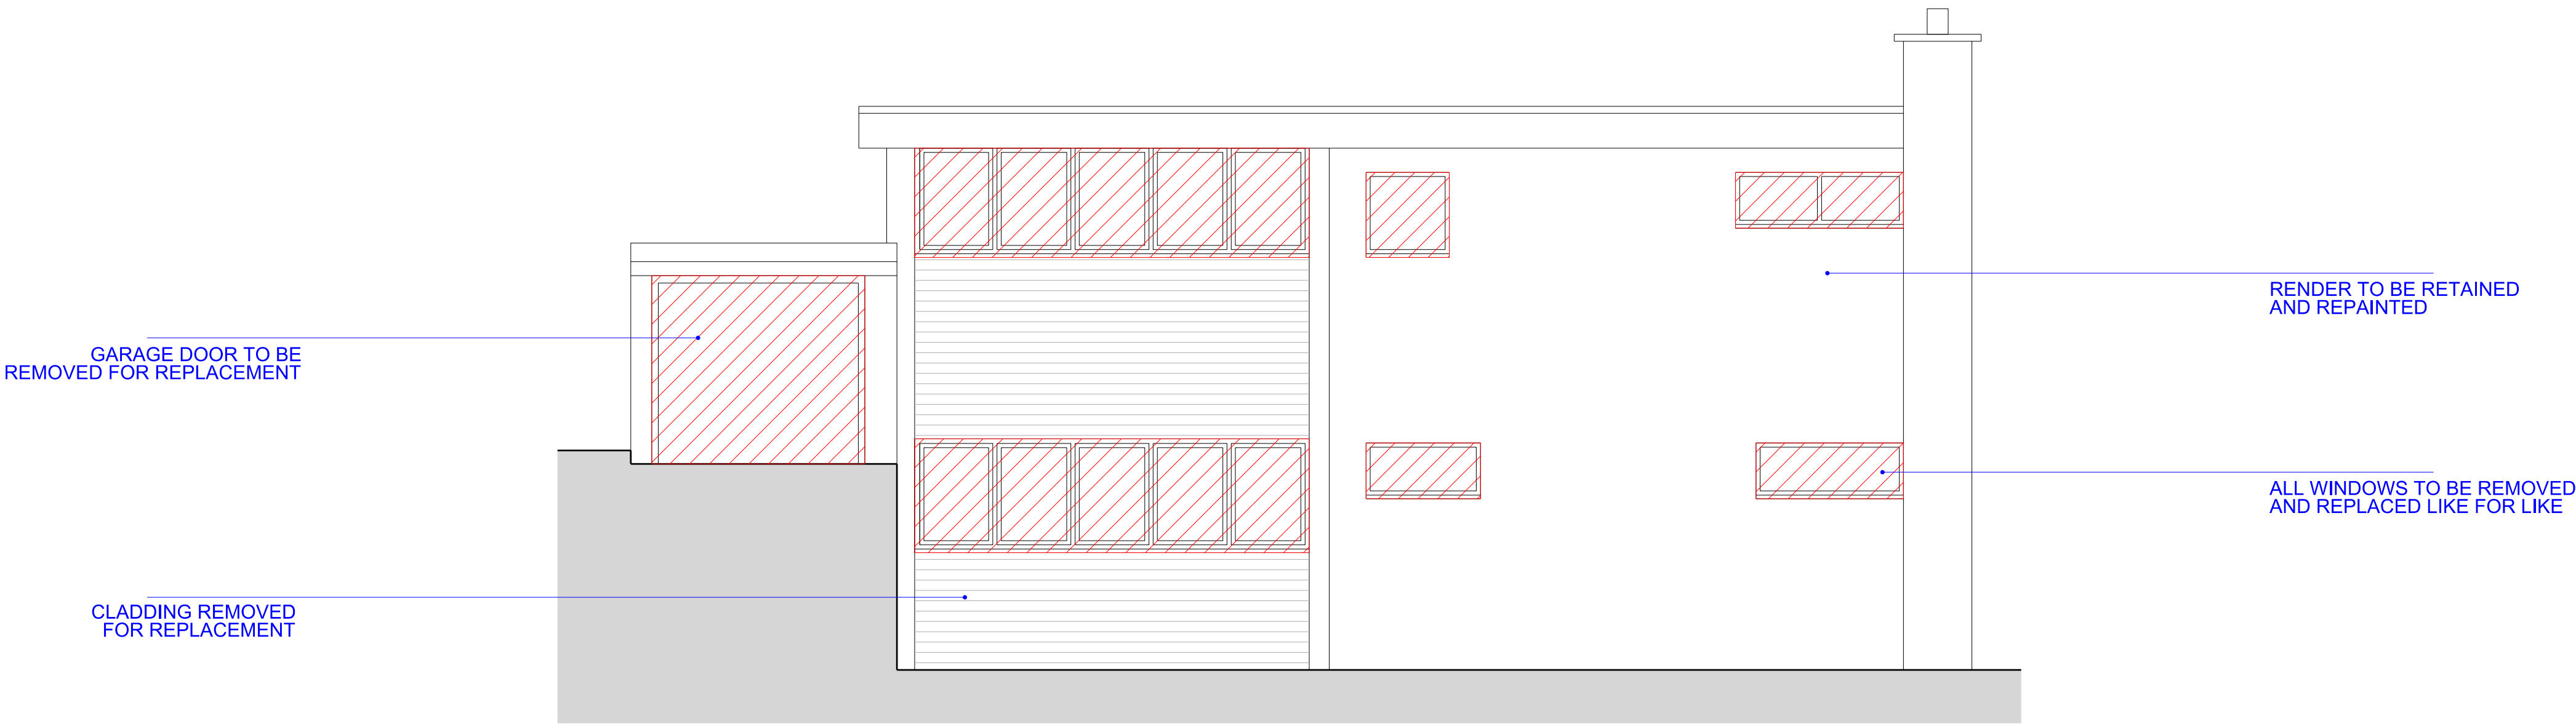 RENDER TO BE RETAINED
AND REPAINTED
GARAGE DOOR TO BE
REMOVED FOR REPLACEMENT
ALL WINDOWS TO BE REMOVED
AND REPLACED LIKE FOR LIKE
CLADDING REMOVED
FOR REPLACEMENT